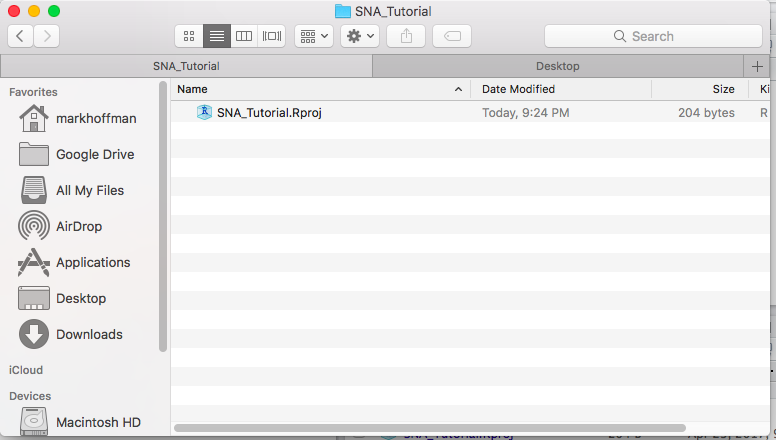 SNA_Tutorial
Search
SNA_Tutorial
Desktop
Favorites
markhoffman
Google Drive
All My Files
AirDrop
Applications
Desktop
Downloads
iCloud
Devices
Macintosh HD
Name Date Modified Size Ki
SNA_Tutorial.Rproj Today, 9:24 PM 204 bytes R